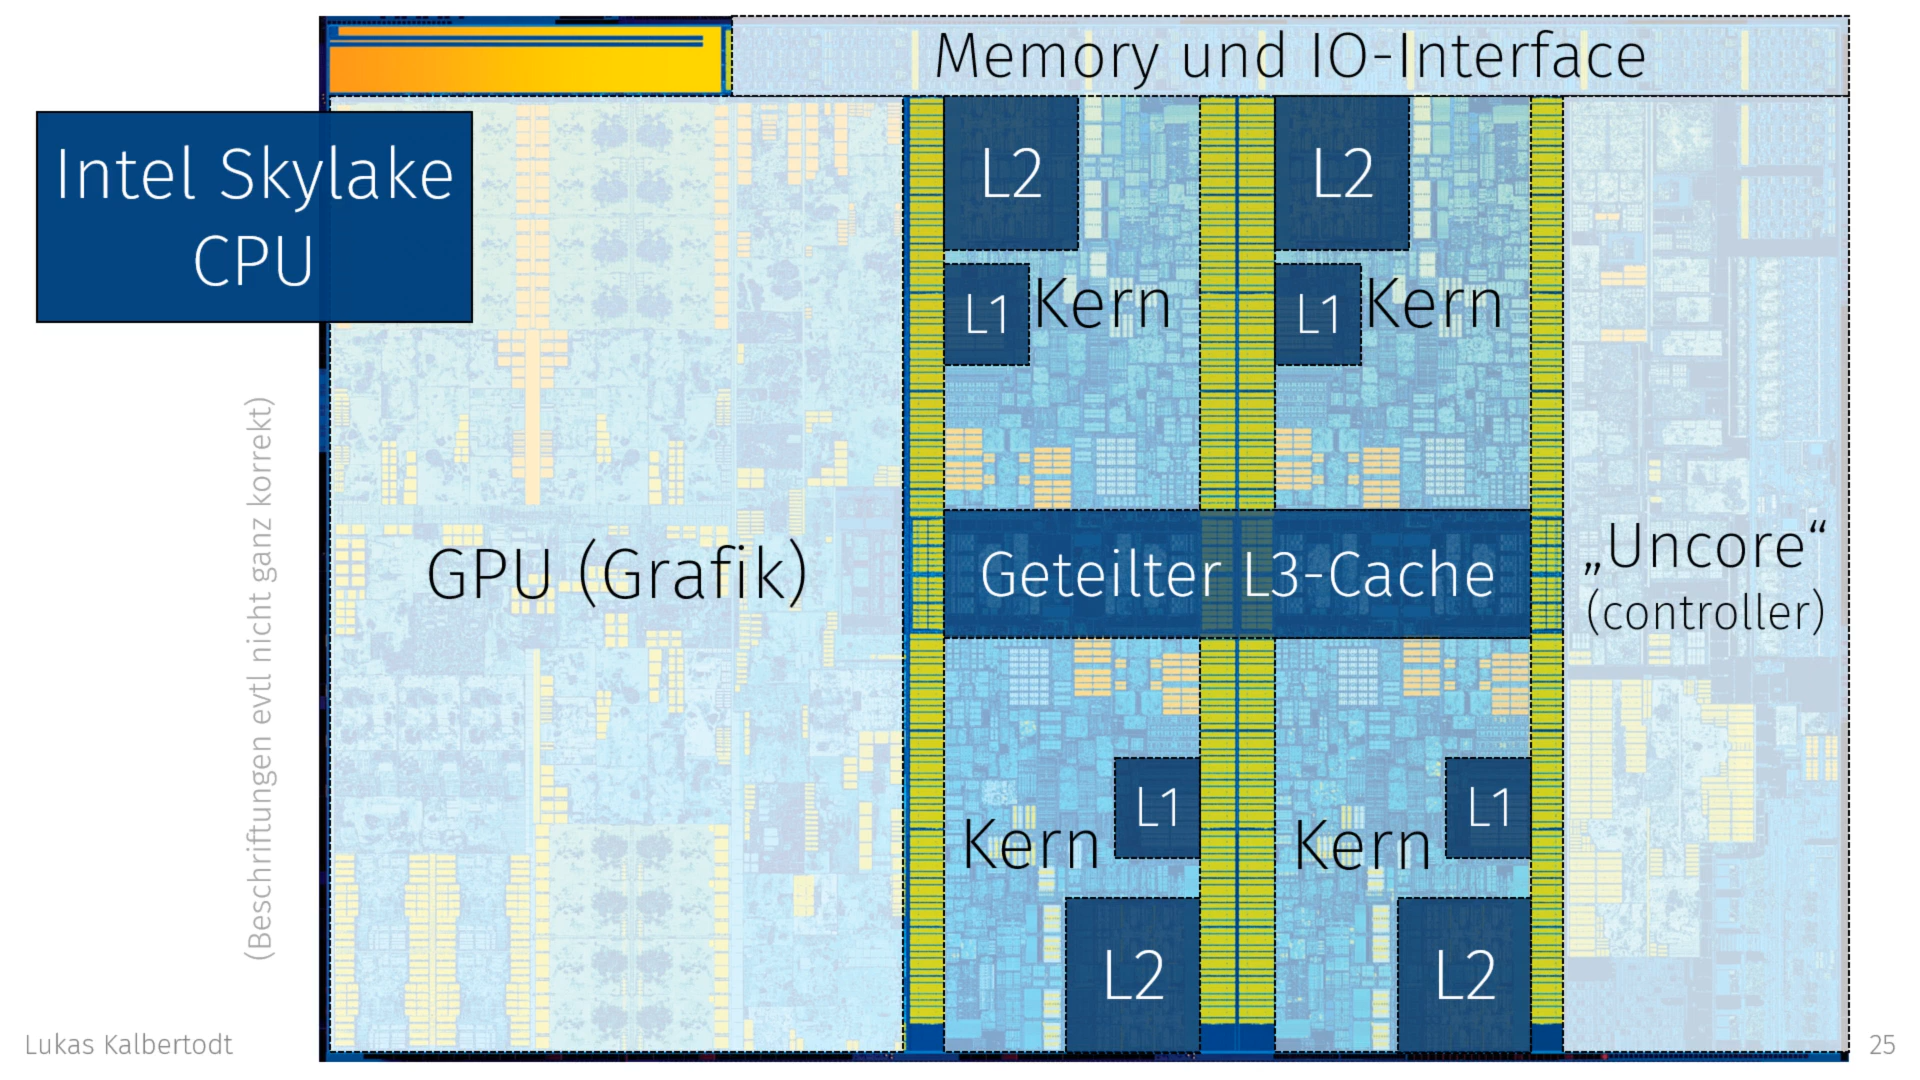 Memory und IO-Interface
Intel Skylake
CPU
L2
L2
L1
Kern
L1
Kern
GPU (Grafik)
Geteilter L3-Cache
„Uncore“
(controller)
L1
L1
Kern
Kern
L2
L2
(Beschriftungen evtl nicht ganz korrekt)
Lukas Kalbertodt
25